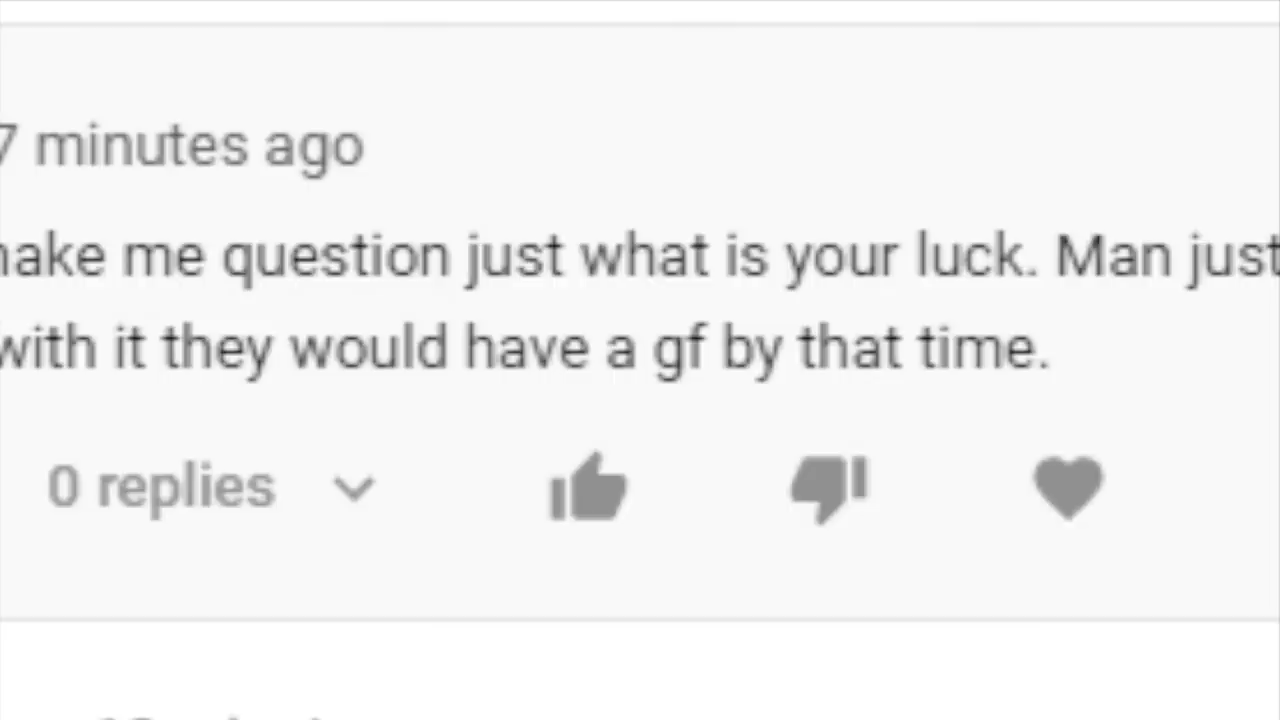 7 minutes ago
make me question just what is your luck. Man just
with it they would have a gf by that time.
0 replies